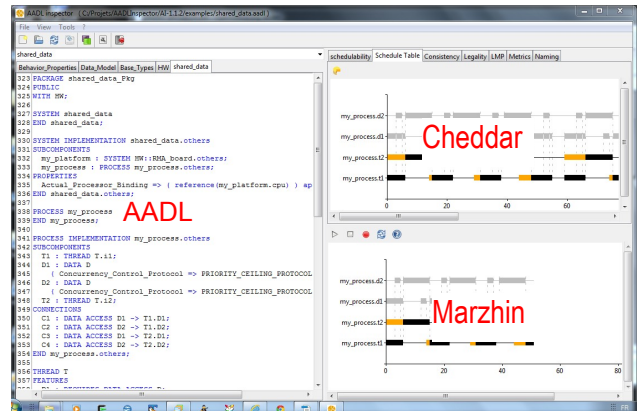 AADL Inspector ( C:/Projets/AADLInspector/AI-1.1.2/examples/shared_data.aadl )
File View Tools ?
shared_data
Behavior_Properties Data_Model Base_Types HW shared_data
323 PACKAGE shared_data_Pkg
324 PUBLIC
325 WITH HW;
326
327 SYSTEM shared_data
328 END shared_data;
329
330 SYSTEM IMPLEMENTATION shared_data.others
331 SUBCOMPONENTS
332 my_platform : SYSTEM HW::RMA_board.others;
333 my_process : PROCESS my_process.others;
334 PROPERTIES
335 Actual_Processor_Binding => ( reference(my_platform.cpu) ) ap
336 END shared_data.others;
337
338 PROCESS my_process
339 END my_process;
340
341 PROCESS IMPLEMENTATION my_process.others
342 SUBCOMPONENTS
343 T1 : THREAD T.i1;
344 D1 : DATA D
345 { Concurrency_Control_Protocol => PRIORITY_CEILING_PROTOCOL
346 D2 : DATA D
347 { Concurrency_Control_Protocol => PRIORITY_CEILING_PROTOCOL
348 T2 : THREAD T.i2;
349 CONNECTIONS
350 C1 : DATA ACCESS D1 -> T1.D1;
351 C2 : DATA ACCESS D2 -> T1.D2;
352 C3 : DATA ACCESS D1 -> T2.D1;
353 C4 : DATA ACCESS D2 -> T2.D2;
354 END my_process.others;
355
356 THREAD T
357 FEATURES
AADL
schedulability Schedule Table Consistency Legality LMP Metrics Naming
my_process.d2
my_process.d1
my_process.t2
my_process.t1
0 20 40 60
Cheddar
my_process.d2
my_process.d1
my_process.t2
my_process.t1
0 20 40 60 80
Marzhin
FR